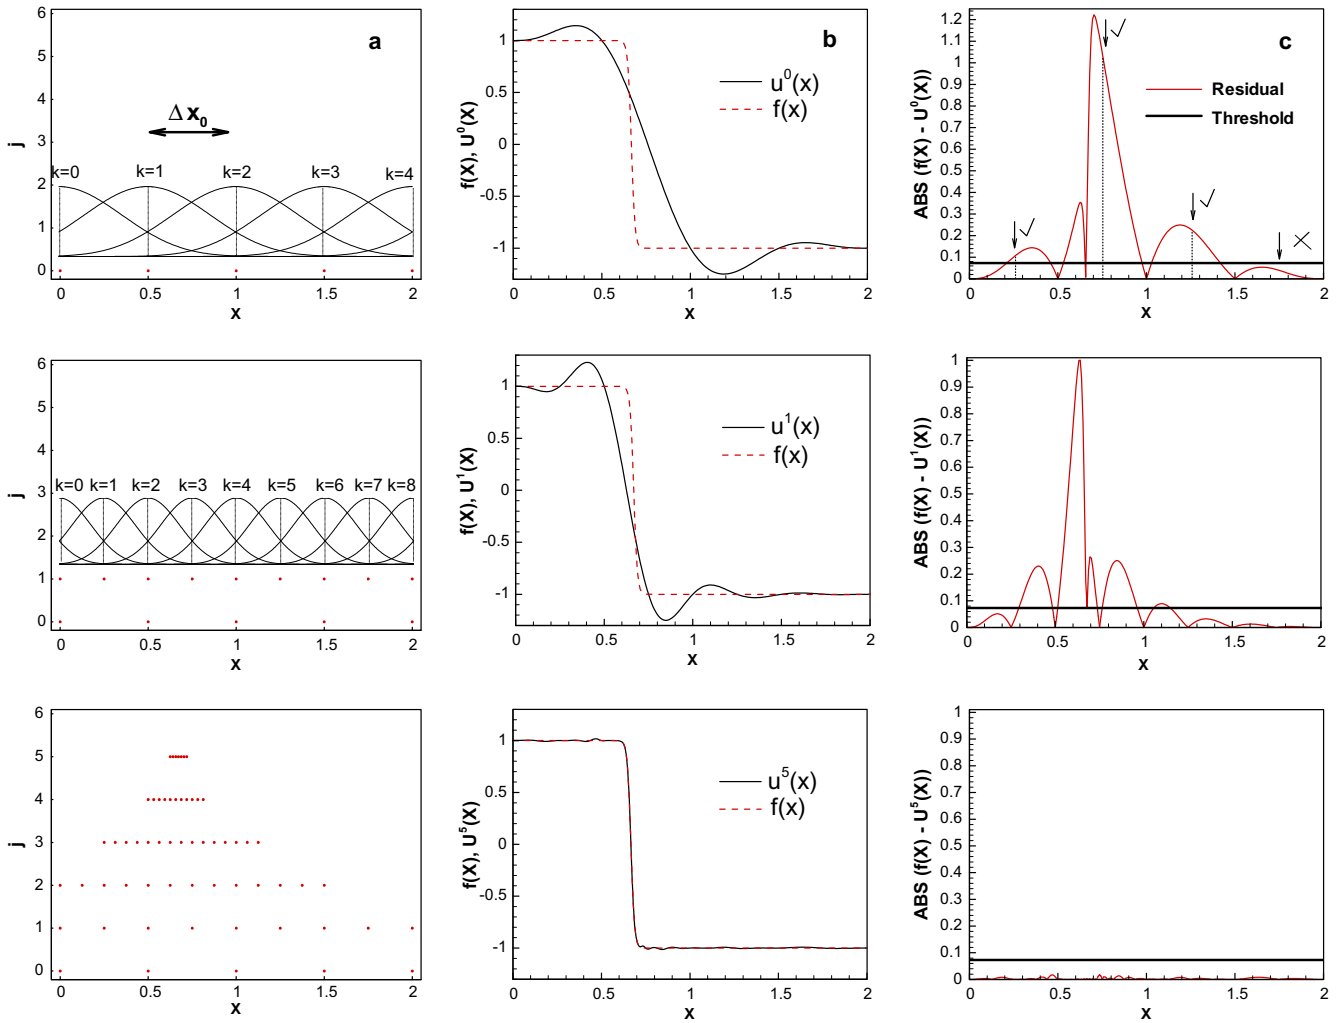 a
Δ x₀
k=0 k=1 k=2 k=3 k=4
j
6
5
4
3
2
1
0
0 0.5 1 1.5 2
x
b
u⁰(x)
f(x)
f(X), U⁰(X)
1
0.5
0
-0.5
-1
0 0.5 1 1.5 2
x
c
Residual
Threshold
ABS (f(X) - U⁰(X))
1.2
1.1
1
0.9
0.8
0.7
0.6
0.5
0.4
0.3
0.2
0.1
0
√
√
√
×
0 0.5 1 1.5 2
x
k=0 k=1 k=2 k=3 k=4 k=5 k=6 k=7 k=8
j
6
5
4
3
2
1
0
0 0.5 1 1.5 2
x
u¹(x)
f(x)
f(X), U¹(X)
1
0.5
0
-0.5
-1
0 0.5 1 1.5 2
x
ABS (f(X) - U¹(X))
1
0.9
0.8
0.7
0.6
0.5
0.4
0.3
0.2
0.1
0
0 0.5 1 1.5 2
x
j
6
5
4
3
2
1
0
0 0.5 1 1.5 2
x
u⁵(x)
f(x)
f(X), U⁵(X)
1
0.5
0
-0.5
-1
0 0.5 1 1.5 2
x
ABS (f(X) - U⁵(X))
1
0.9
0.8
0.7
0.6
0.5
0.4
0.3
0.2
0.1
0
0 0.5 1 1.5 2
x